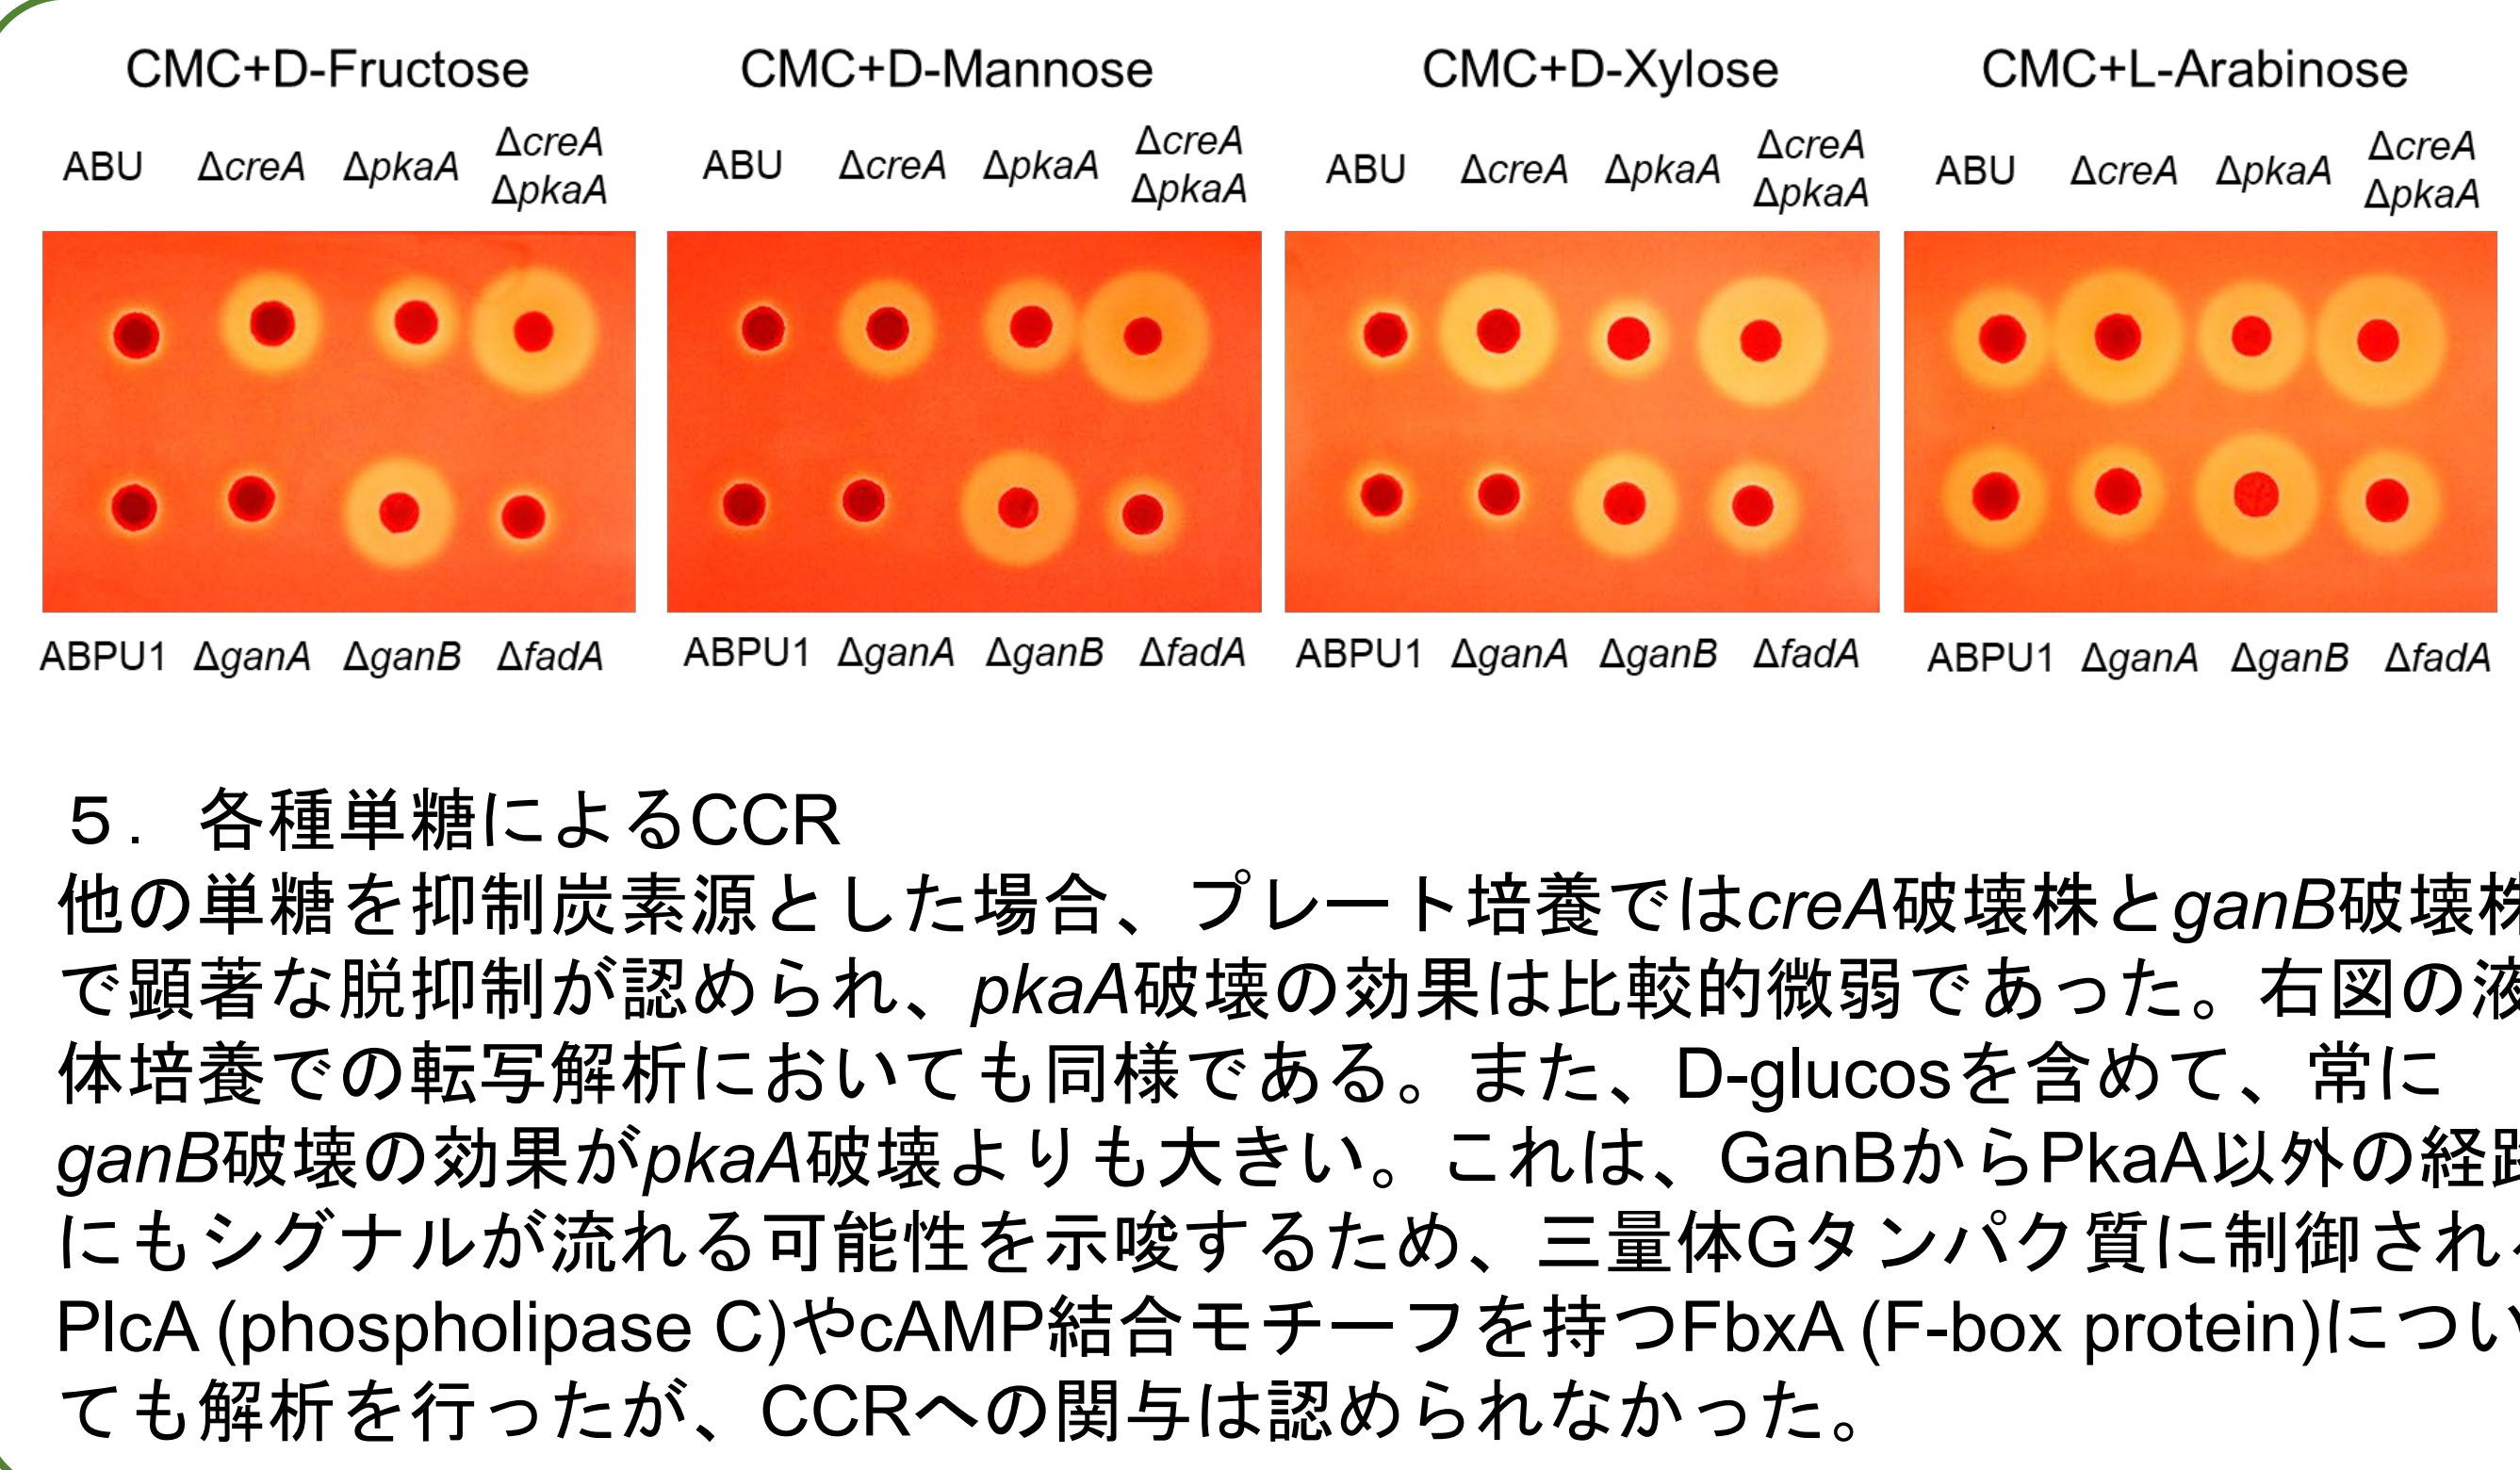 CMC+D-Fructose CMC+D-Mannose CMC+D-Xylose CMC+L-Arabinose
ABU ΔcreA ΔpkaA ΔcreA ΔpkaA ABU ΔcreA ΔpkaA ΔcreA ΔpkaA ABU ΔcreA ΔpkaA ΔcreA ΔpkaA ABU ΔcreA ΔpkaA ΔcreA ΔpkaA
ABPU1 ΔganA ΔganB ΔfadA ABPU1 ΔganA ΔganB ΔfadA ABPU1 ΔganA ΔganB ΔfadA ABPU1 ΔganA ΔganB ΔfadA
５．各種単糖によるCCR
他の単糖を抑制炭素源とした場合、プレート培養ではcreA破壊株とganB破壊株
で顕著な脱抑制が認められ、pkaA破壊の効果は比較的微弱であった。右図の液
体培養での転写解析においても同様である。また、D-glucosを含めて、常に
ganB破壊の効果がpkaA破壊よりも大きい。これは、GanBからPkaA以外の経路
にもシグナルが流れる可能性を示唆するため、三量体Gタンパク質に制御される
PlcA (phospholipase C)やcAMP結合モチーフを持つFbxA (F-box protein)につい
ても解析を行ったが、CCRへの関与は認められなかった。